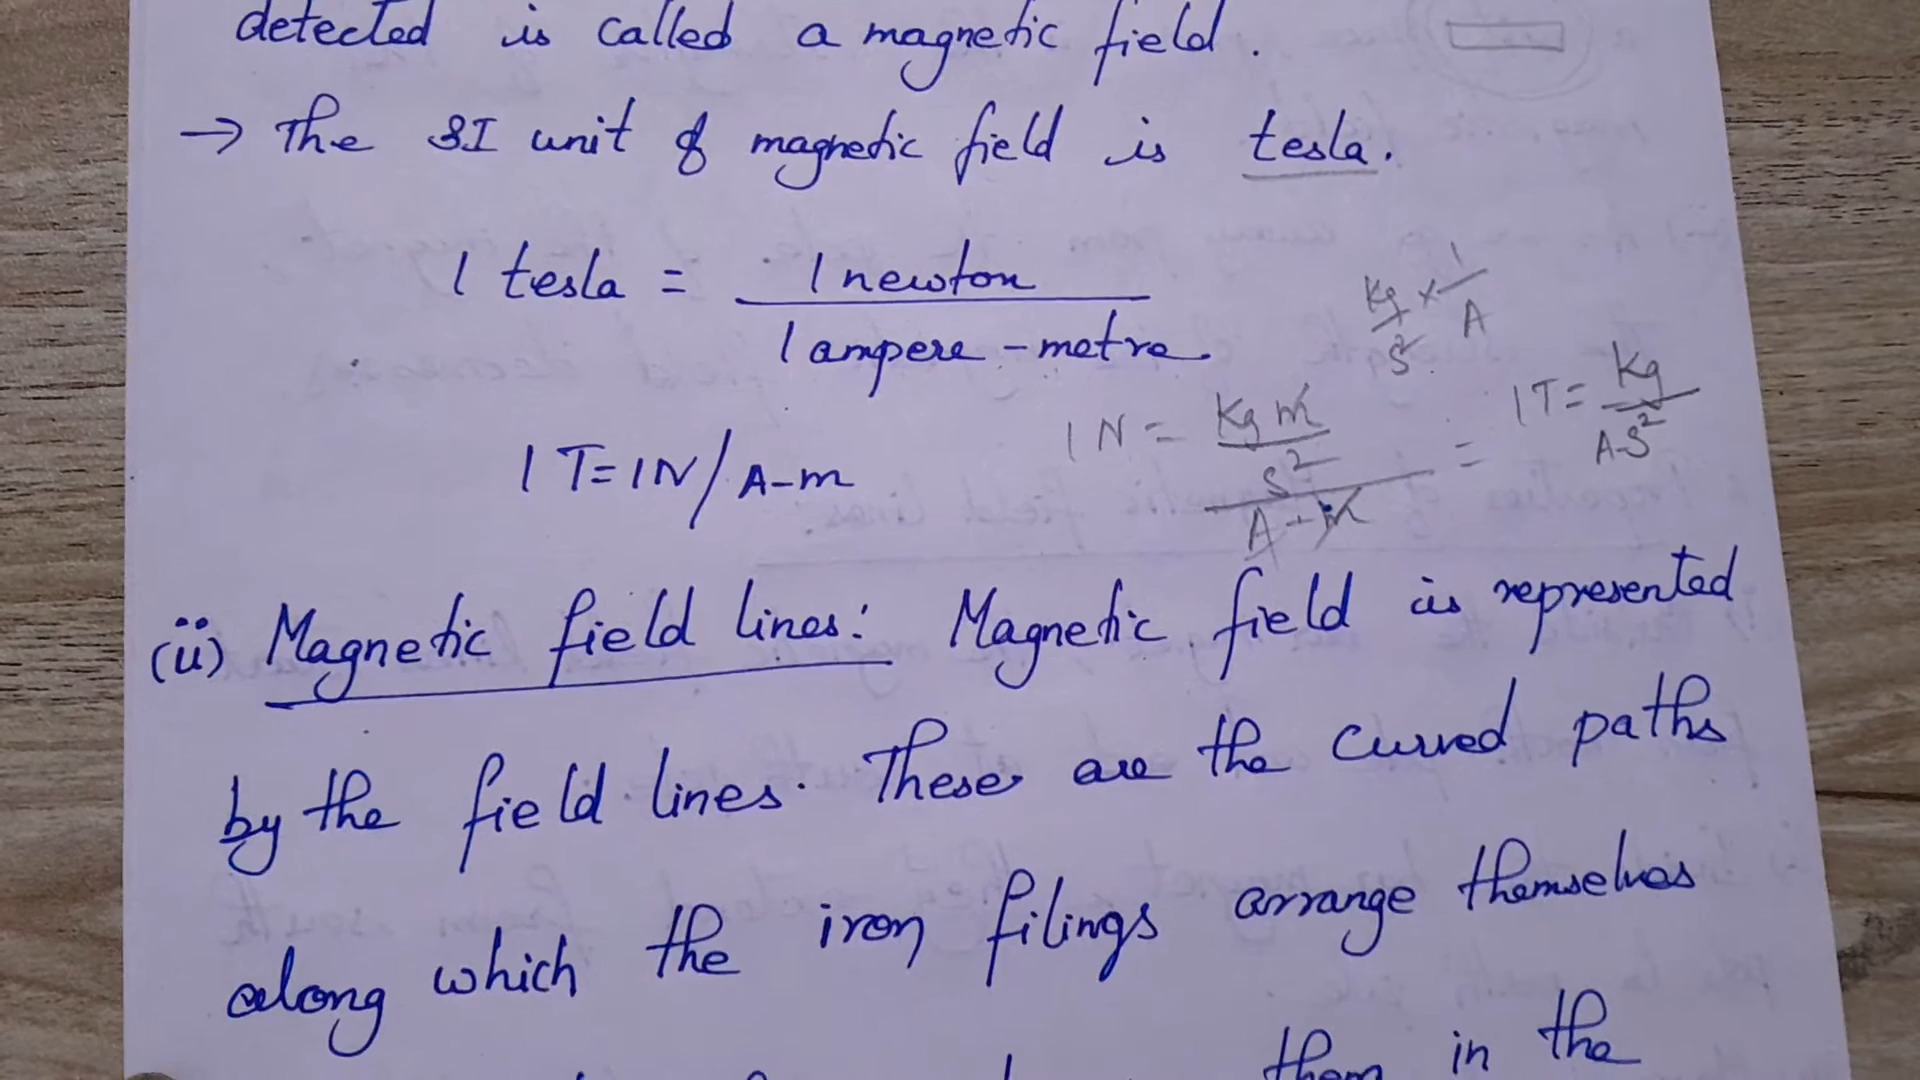 detected is called a magnetic field.
→ The SI unit of magnetic field is tesla.
1 tesla = 1 newton / 1 ampere-metre.
Kg/s² × 1/A
1 T = 1N/A-m
1 N = Kg m/s² / A-m = 1T = Kg/A-S²
(ii) Magnetic field lines: Magnetic field is represented
by the field lines. These are the curved paths
along which the iron filings arrange themselves
them in the